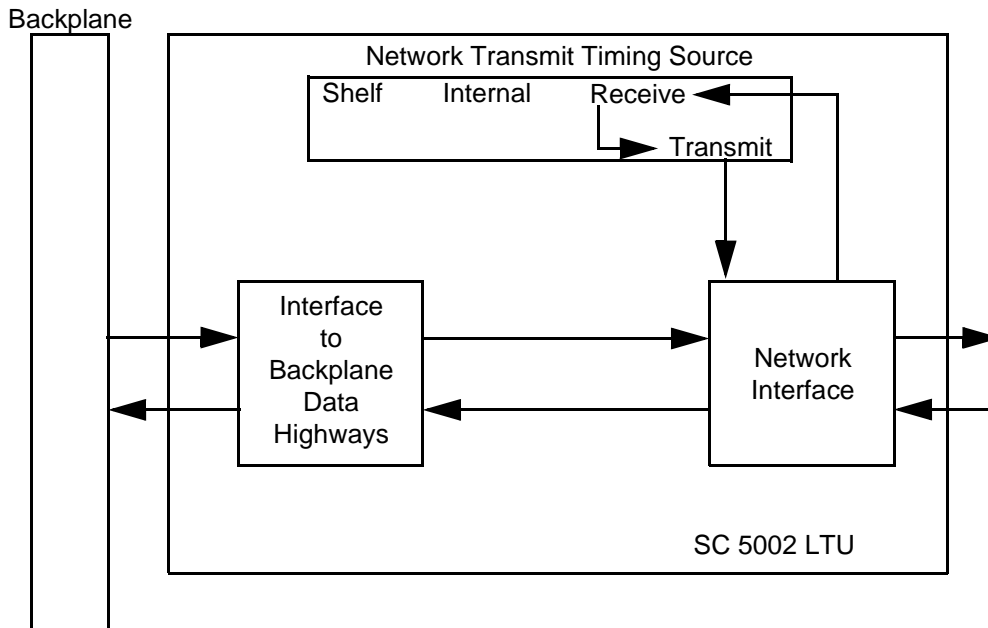 Backplane
Network Transmit Timing Source
Shelf Internal Receive
Transmit
Interface
to
Backplane
Data
Highways
Network
Interface
SC 5002 LTU